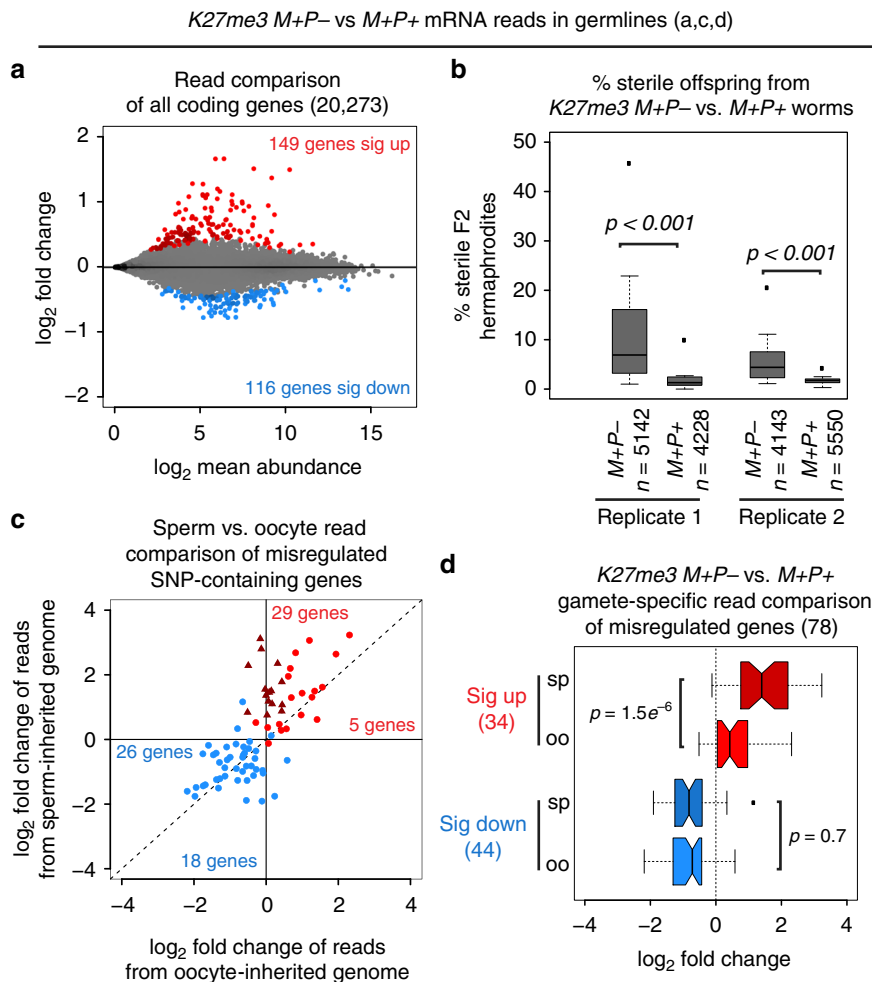 K27me3 M+P– vs M+P+ mRNA reads in germlines (a,c,d)
a
Read comparison
of all coding genes (20,273)
149 genes sig up
116 genes sig down
2
1
0
−1
−2
log2 fold change
0
5
10
15
log2 mean abundance
b
% sterile offspring from
K27me3 M+P– vs. M+P+ worms
50
40
30
20
10
0
% sterile F2
hermaphrodites
p < 0.001
p < 0.001
M+P–
n = 5142
M+P+
n = 4228
M+P–
n = 4143
M+P+
n = 5550
Replicate 1
Replicate 2
c
Sperm vs. oocyte read
comparison of misregulated
SNP-containing genes
29 genes
5 genes
26 genes
18 genes
4
2
0
−2
−4
log2 fold change of reads
from sperm-inherited genome
−4
−2
0
2
4
log2 fold change of reads
from oocyte-inherited genome
d
K27me3 M+P– vs. M+P+
gamete-specific read comparison
of misregulated genes (78)
Sig up
(34)
sp
oo
p = 1.5e–6
Sig down
(44)
sp
oo
p = 0.7
−4
−2
0
2
4
log2 fold change